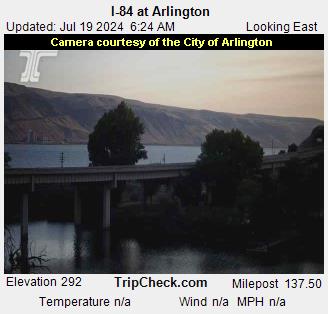 I-84 at Arlington
Updated: Jul 19 2024 6:24 AM Looking East
Camera courtesy of the City of Arlington
Elevation 292 TripCheck.com Milepost 137.50
Temperature n/a Wind n/a MPH n/a